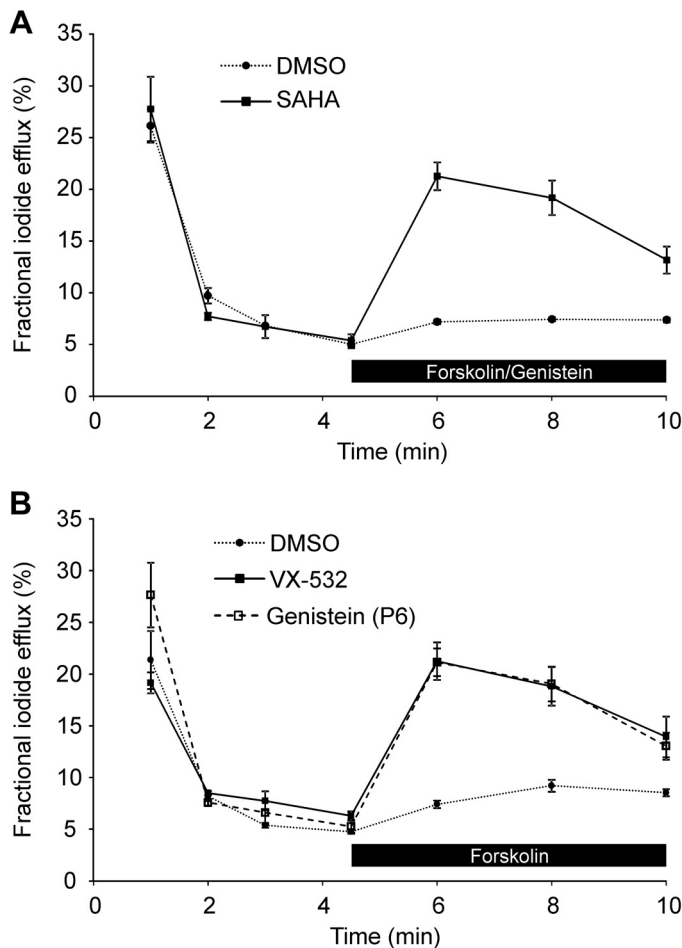 A
35
30
25
20
15
10
5
0
Fractional iodide efflux (%)
DMSO
SAHA
Forskolin/Genistein
0 2 4 6 8 10
Time (min)
B
35
30
25
20
15
10
5
0
Fractional iodide efflux (%)
DMSO
VX-532
Genistein (P6)
Forskolin
0 2 4 6 8 10
Time (min)